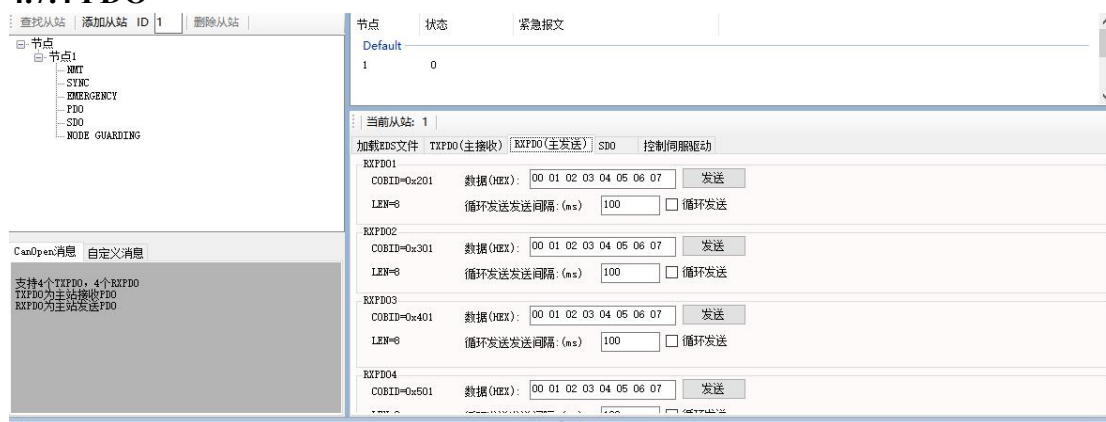 4.7.4 PDO
查找从站 添加从站 ID 1 删除从站
节点
节点1
NMT
SYNC
EMERGENCY
PDO
SDO
NODE GUARDING
节点 状态 紧急报文
Default
1 0
当前从站: 1
加载EDS文件 TXPDO(主接收) RXPDO(主发送) SDO 控制伺服驱动
RXPDO1
COBID=0x201 数据(HEX): 00 01 02 03 04 05 06 07 发送
LEN=8 循环发送发送间隔:(ms) 100 循环发送
RXPDO2
COBID=0x301 数据(HEX): 00 01 02 03 04 05 06 07 发送
LEN=8 循环发送发送间隔:(ms) 100 循环发送
RXPDO3
COBID=0x401 数据(HEX): 00 01 02 03 04 05 06 07 发送
LEN=8 循环发送发送间隔:(ms) 100 循环发送
RXPDO4
COBID=0x501 数据(HEX): 00 01 02 03 04 05 06 07 发送
CanOpen消息 自定义消息
支持4个TXPDO，4个RXPDO
TXPDO为主站接收PDO
RXPDO为主站发送PDO